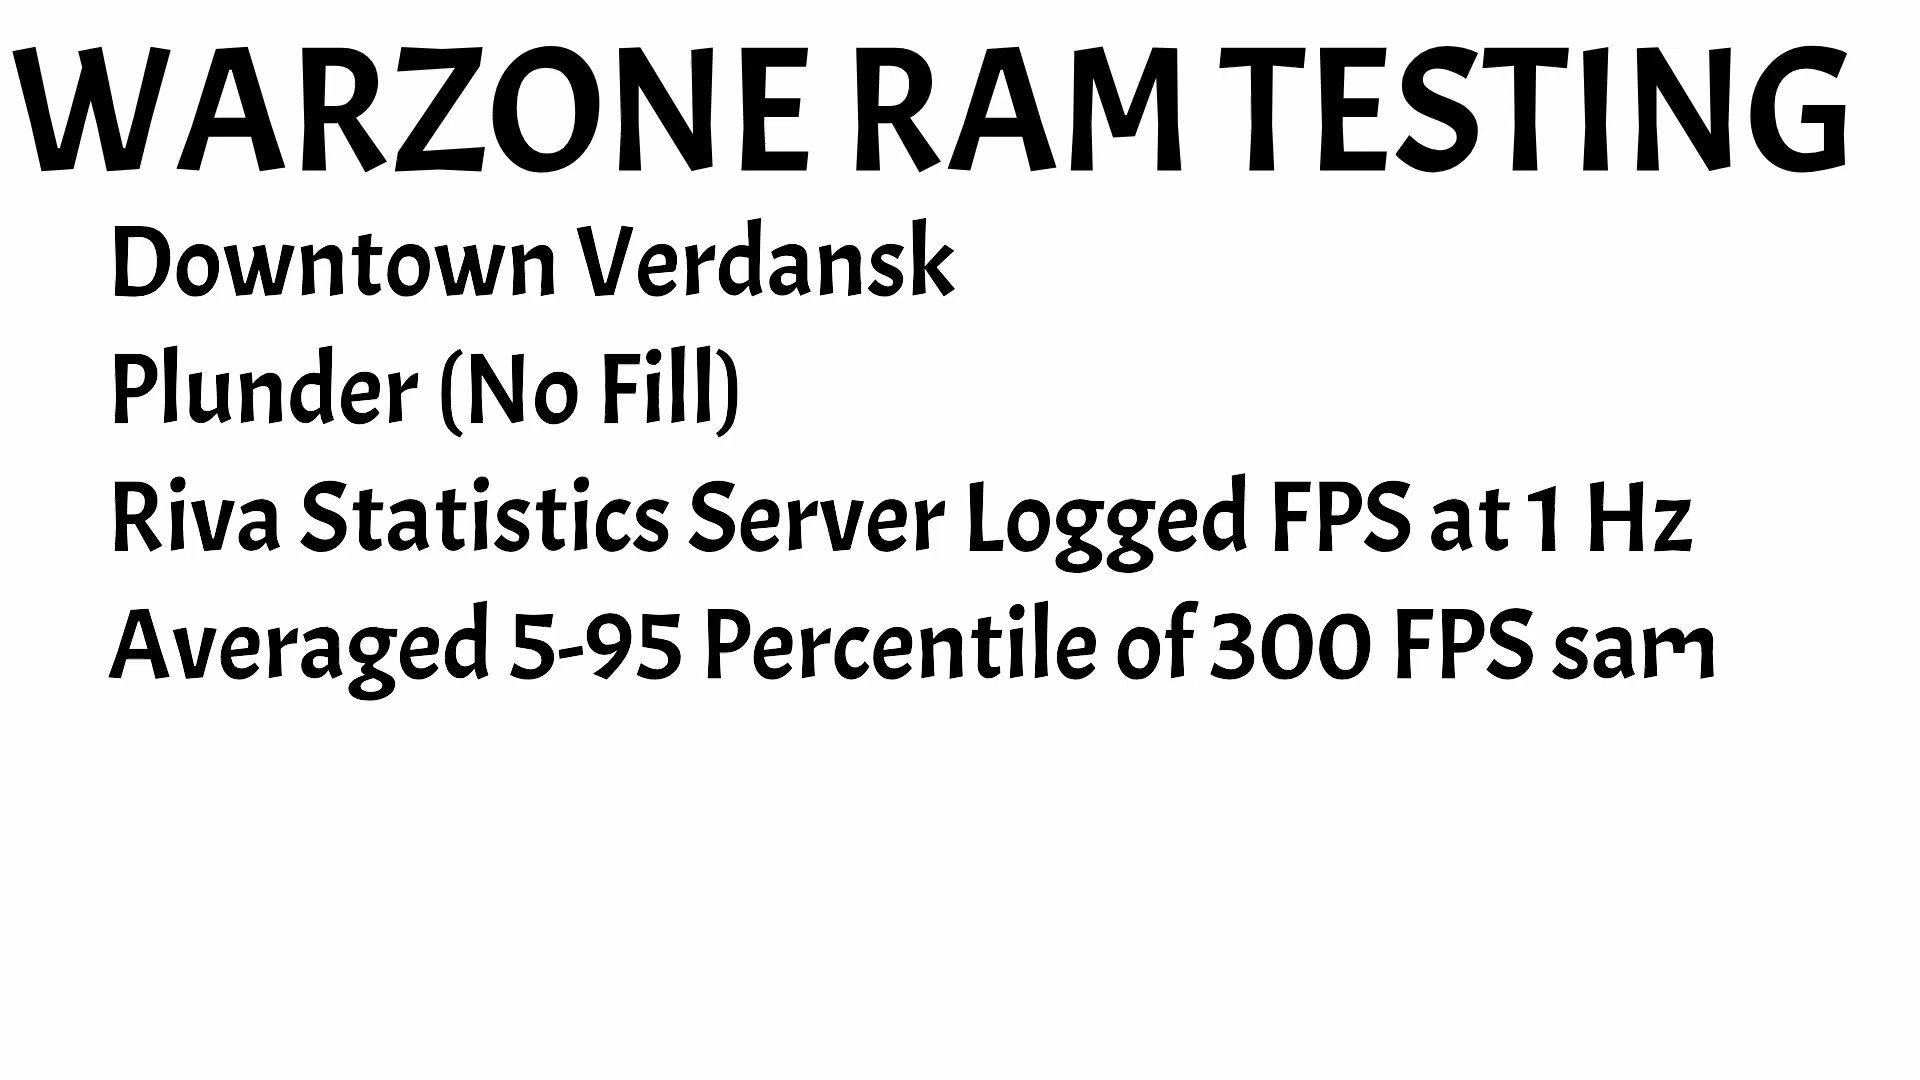 WARZONE RAM TESTING
Downtown Verdansk
Plunder (No Fill)
Riva Statistics Server Logged FPS at 1 Hz
Averaged 5-95 Percentile of 300 FPS sam